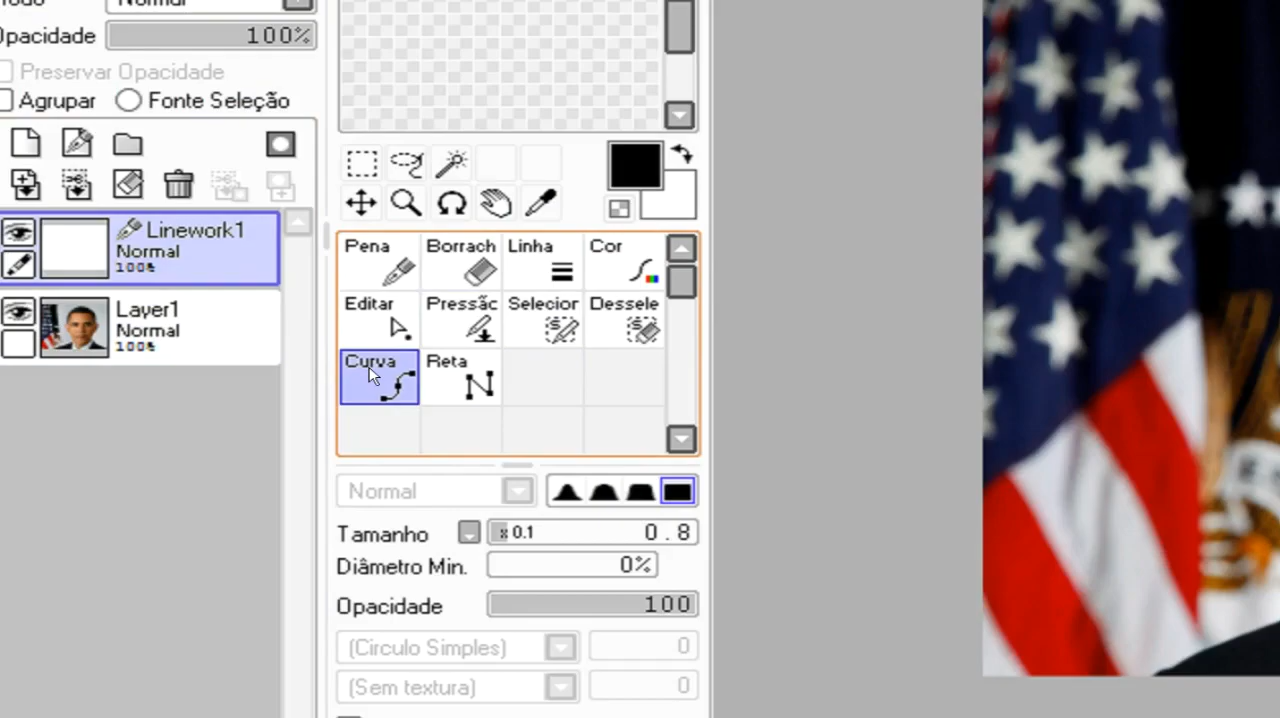 Opacidade 100%
Preservar Opacidade
Agrupar Fonte Seleção
Linework1
Normal
100%
Layer1
Normal
100%
Pena Borrach Linha Cor
Editar Pressãc Selecior Dessele
Curva Reta
Normal
Tamanho x 0.1 0.8
Diâmetro Min. 0%
Opacidade 100
(Circulo Simples) 0
(Sem textura) 0